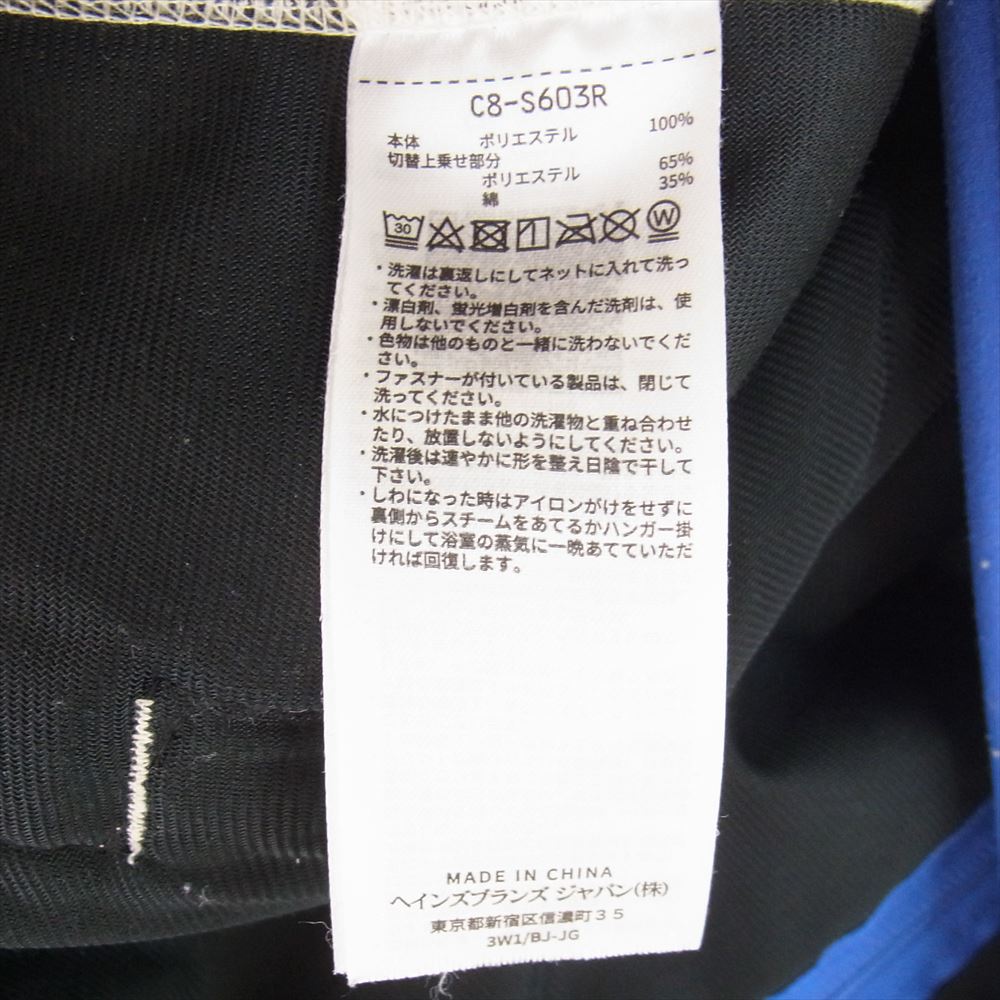 C8-S603R
本体 ポリエステル 100%
切替上乗せ部分
ポリエステル 65%
綿 35%
30 W
・洗濯は裏返しにしてネットに入れて洗っ
てください。
・漂白剤、蛍光増白剤を含んだ洗剤は、使
用しないでください。
・色物は他のものと一緒に洗わないでくだ
さい。
・ファスナーが付いている製品は、閉じて
洗ってください。
・水につけたまま他の洗濯物と重ね合わせ
たり、放置しないようにしてください。
・洗濯後は速やかに形を整え日陰で干して
下さい。
・しわになった時はアイロンがけをせずに
裏側からスチームをあてるかハンガー掛
けにして浴室の蒸気に一晩あてていただ
ければ回復します。
MADE IN CHINA
ヘインズブランズ ジャパン(株)
東京都新宿区信濃町35
3W1/BJ-JG